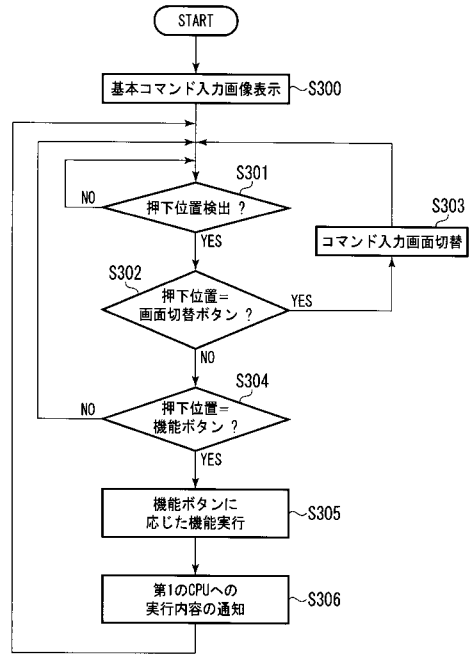 START
基本コマンド入力画像表示
S300
S301
NO
押下位置検出 ?
YES
S303
コマンド入力画面切替
S302
押下位置=
画面切替ボタン ?
YES
NO
S304
NO
押下位置=
機能ボタン ?
YES
機能ボタンに
応じた機能実行
S305
第1のCPUへの
実行内容の通知
S306